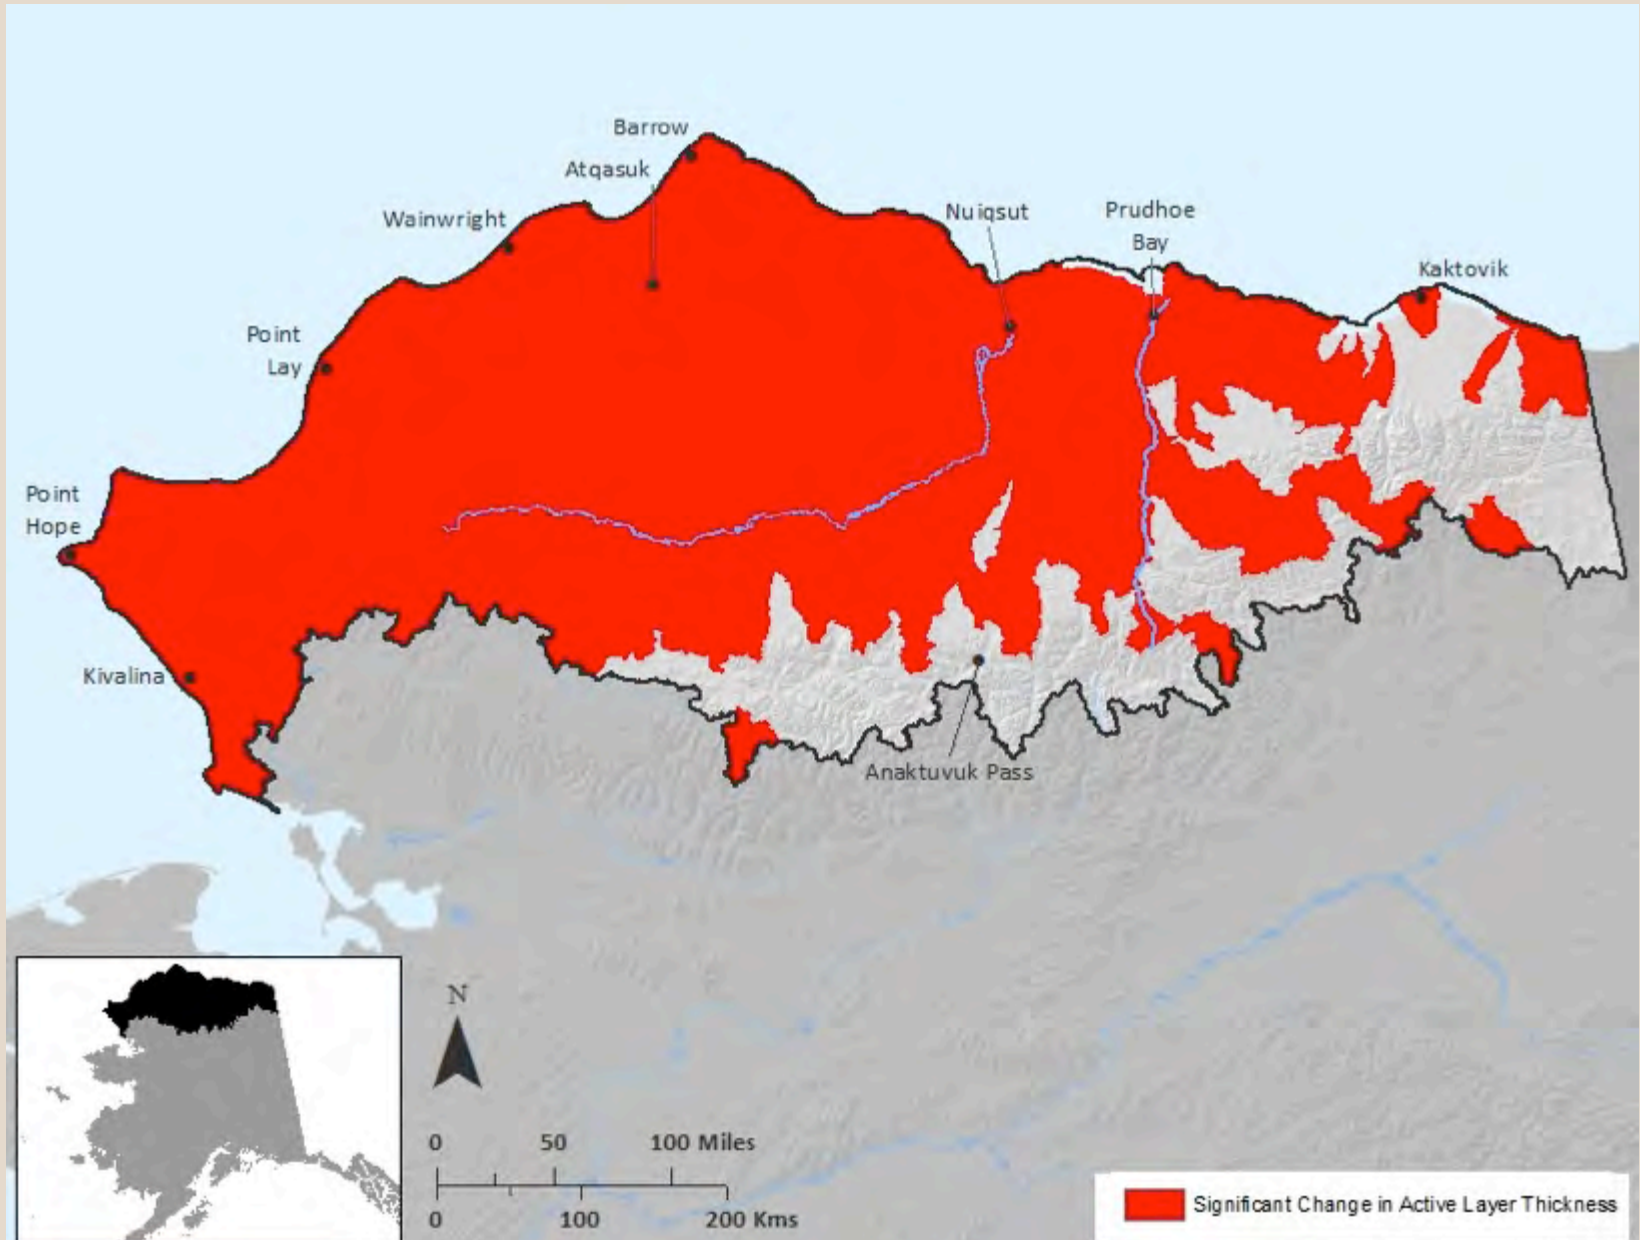 Barrow
Atqasuk
Wainwright
Nuiqsut
Prudhoe
Bay
Kaktovik
Point
Lay
Point
Hope
Kivalina
Anaktuvuk Pass
N
0 50 100 Miles
0 100 200 Kms
Significant Change in Active Layer Thickness